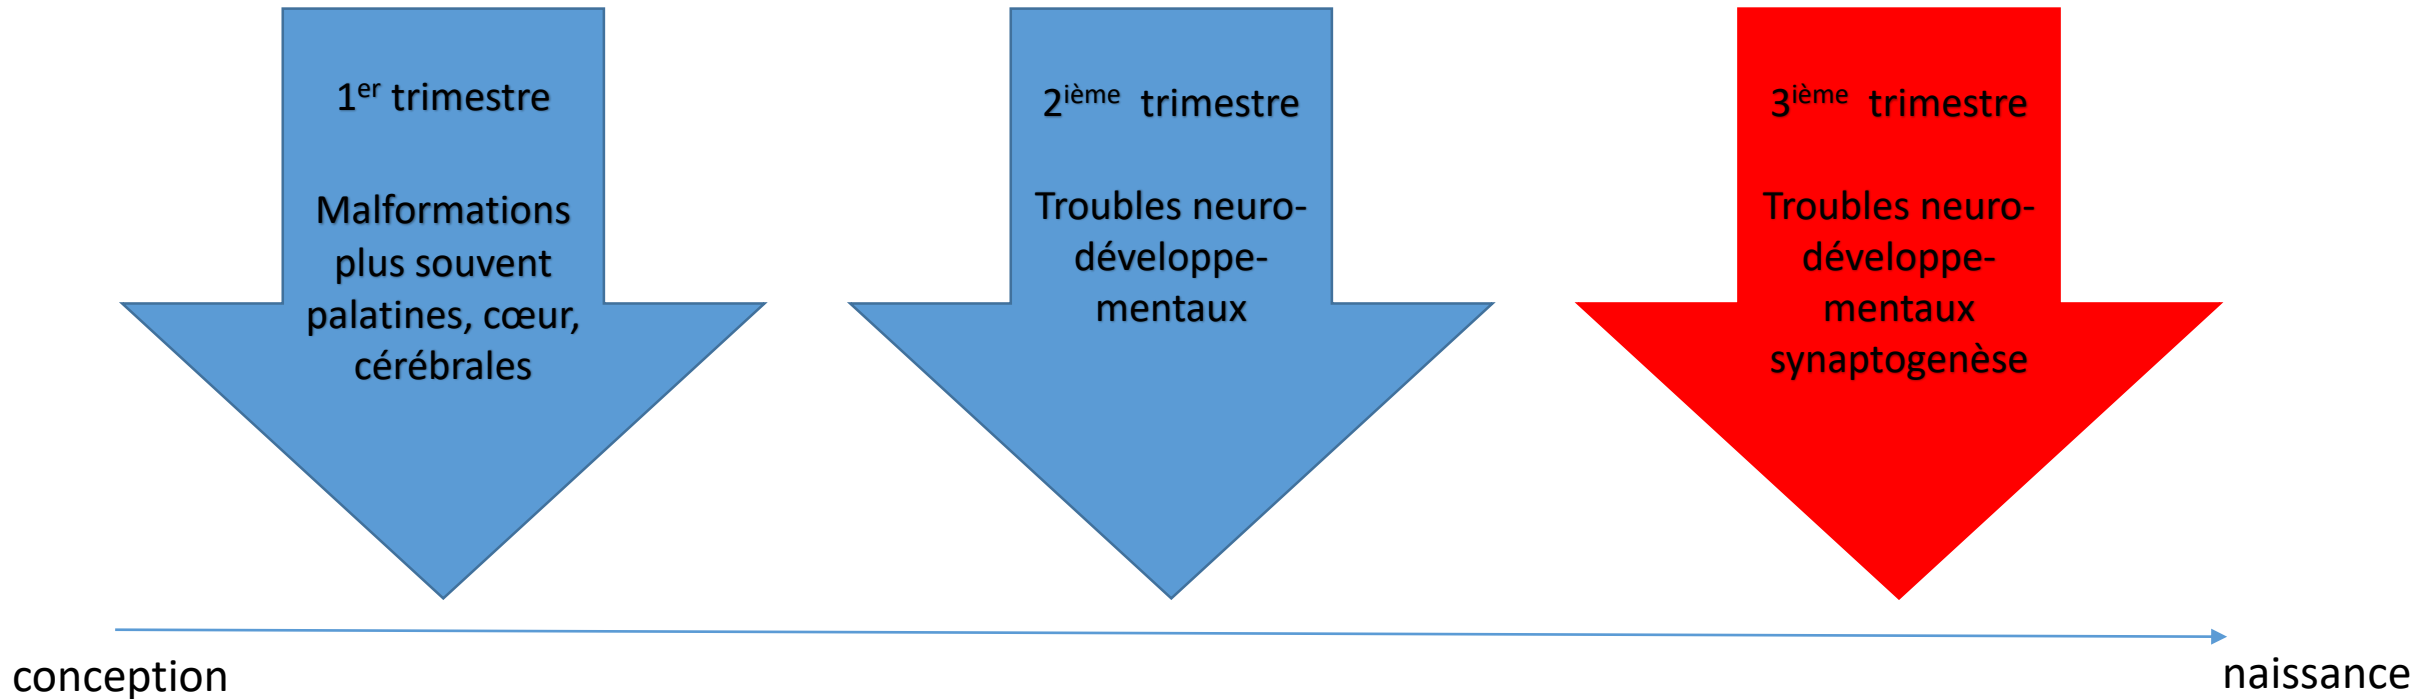 1er trimestre
Malformations
plus souvent
palatines, cœur,
cérébrales
2ième trimestre
Troubles neuro-
développe-
mentaux
3ième trimestre
Troubles neuro-
développe-
mentaux
synaptogenèse
conception
naissance